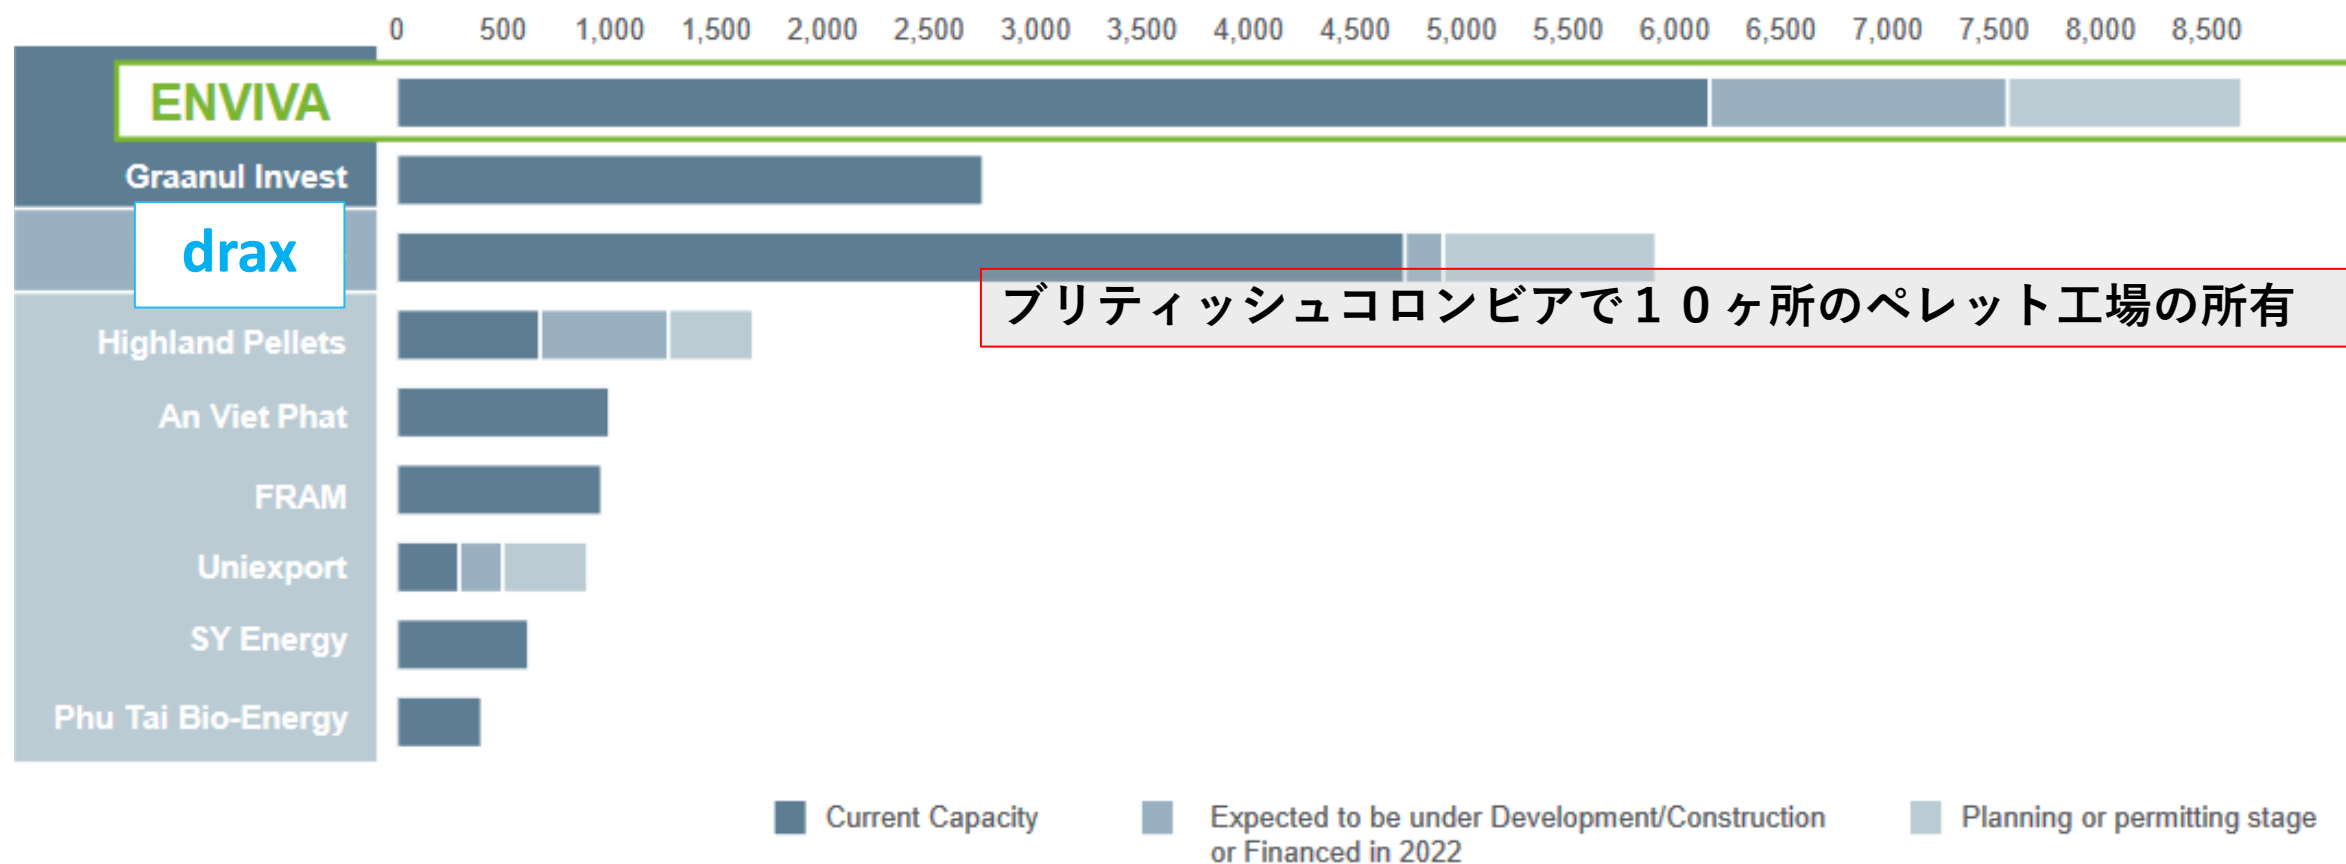 0 500 1,000 1,500 2,000 2,500 3,000 3,500 4,000 4,500 5,000 5,500 6,000 6,500 7,000 7,500 8,000 8,500
ENVIVA
Graanul Invest
drax
ブリティッシュコロンビアで１０ヶ所のペレット工場の所有
Highland Pellets
An Viet Phat
FRAM
Uniexport
SY Energy
Phu Tai Bio-Energy
Current Capacity
Expected to be under Development/Construction
or Financed in 2022
Planning or permitting stage